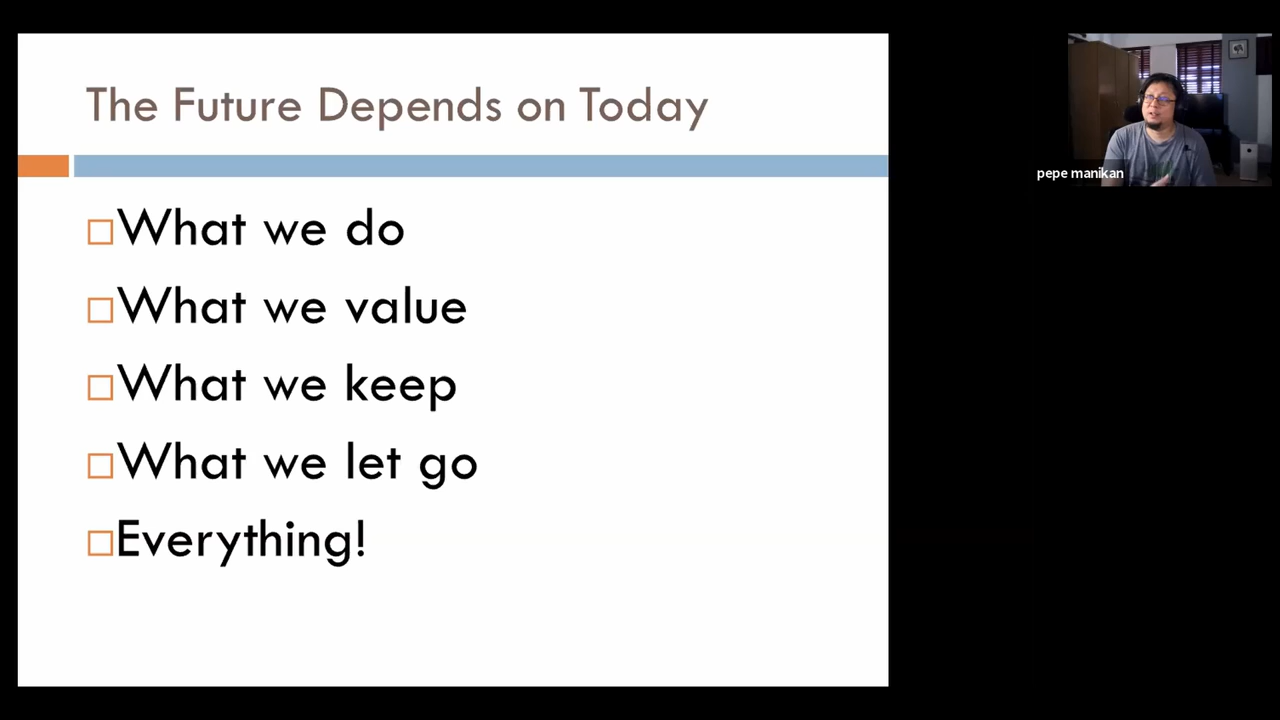 The Future Depends on Today
What we do
What we value
What we keep
What we let go
Everything!
pepe manikan